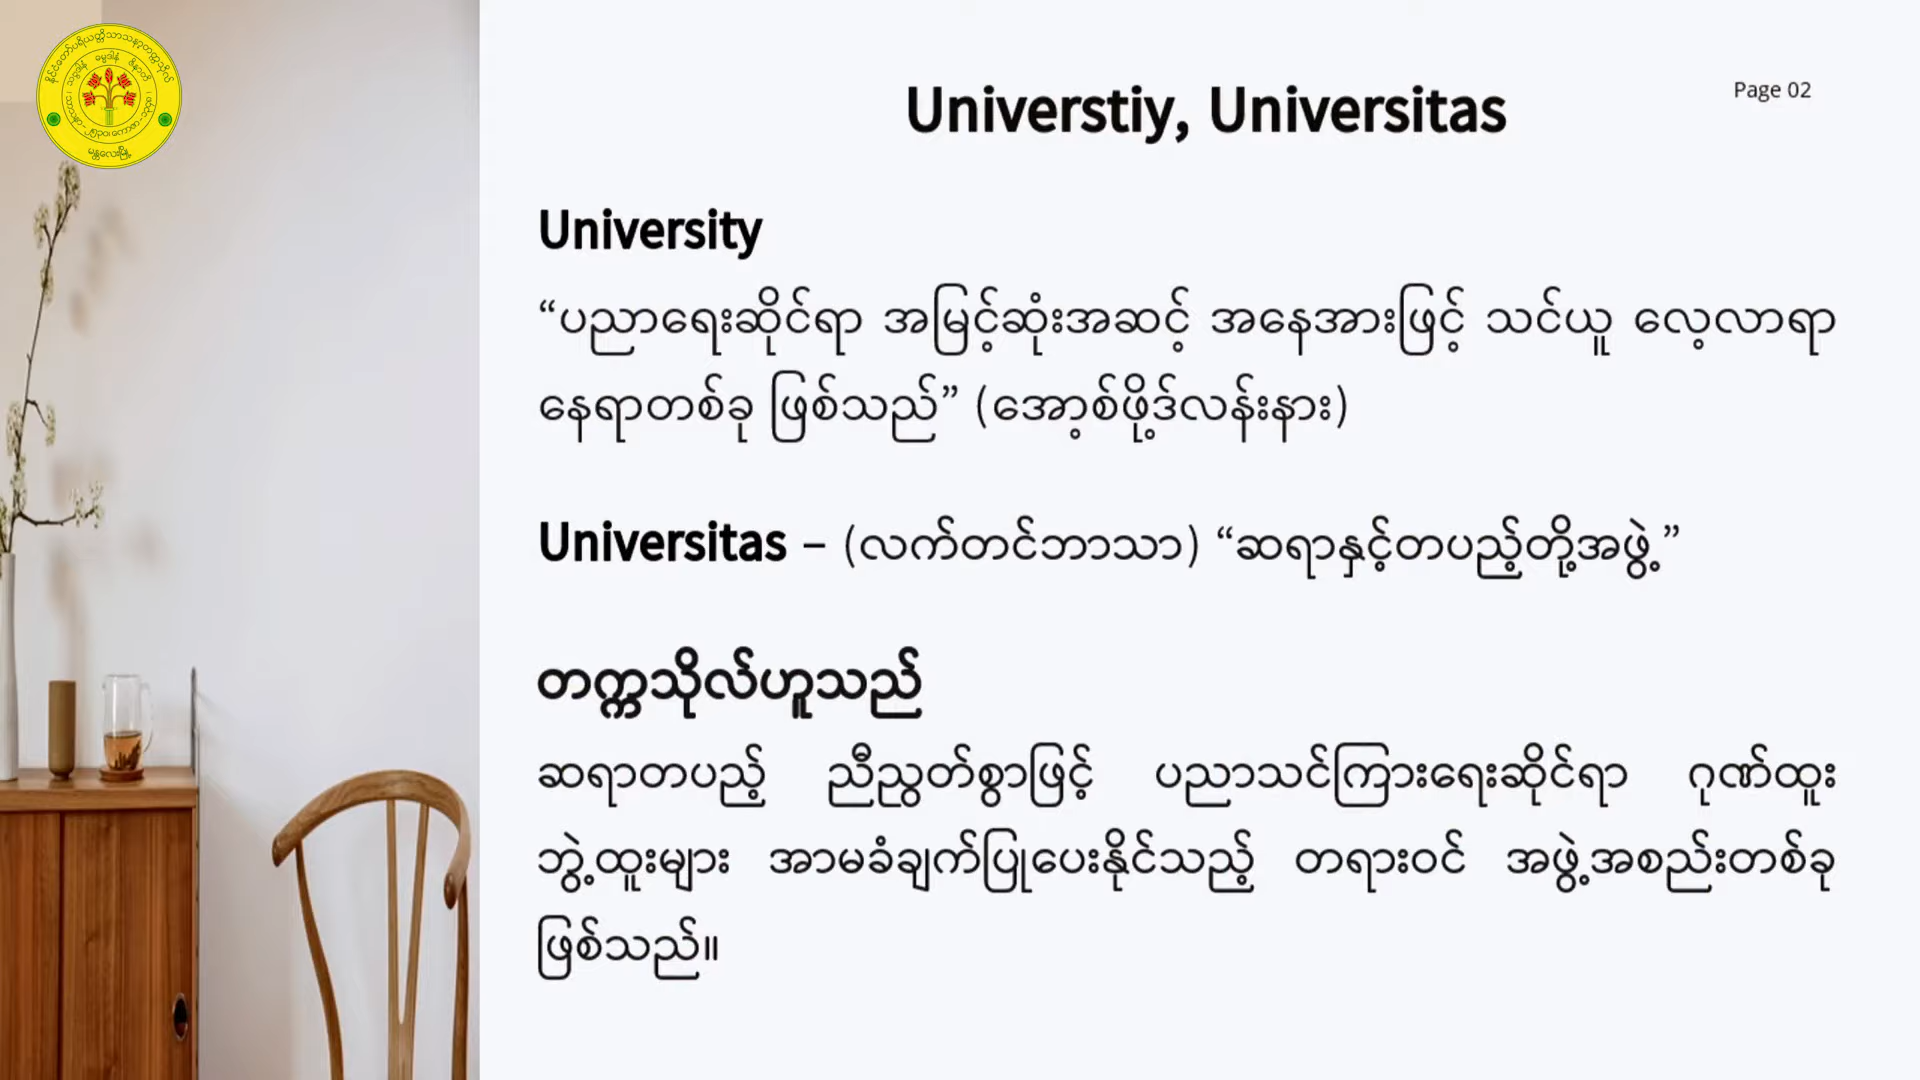 Universtiy, Universitas
Page 02
University
“ပညာရေးဆိုင်ရာ အမြင့်ဆုံးအဆင့် အနေအားဖြင့် သင်ယူ လေ့လာရာ
နေရာတစ်ခု ဖြစ်သည်” (အော့စ်ဖို့ဒ်လန်းနား)
Universitas – (လက်တင်ဘာသာ) “ဆရာနှင့်တပည့်တို့အဖွဲ့”
တက္ကသိုလ်ဟူသည်
ဆရာတပည့် ညီညွတ်စွာဖြင့် ပညာသင်ကြားရေးဆိုင်ရာ ဂုဏ်ထူး
ဘွဲ့ထူးများ အာမခံချက်ပြုပေးနိုင်သည့် တရားဝင် အဖွဲ့အစည်းတစ်ခု
ဖြစ်သည်။
မန္တလေးမြို့